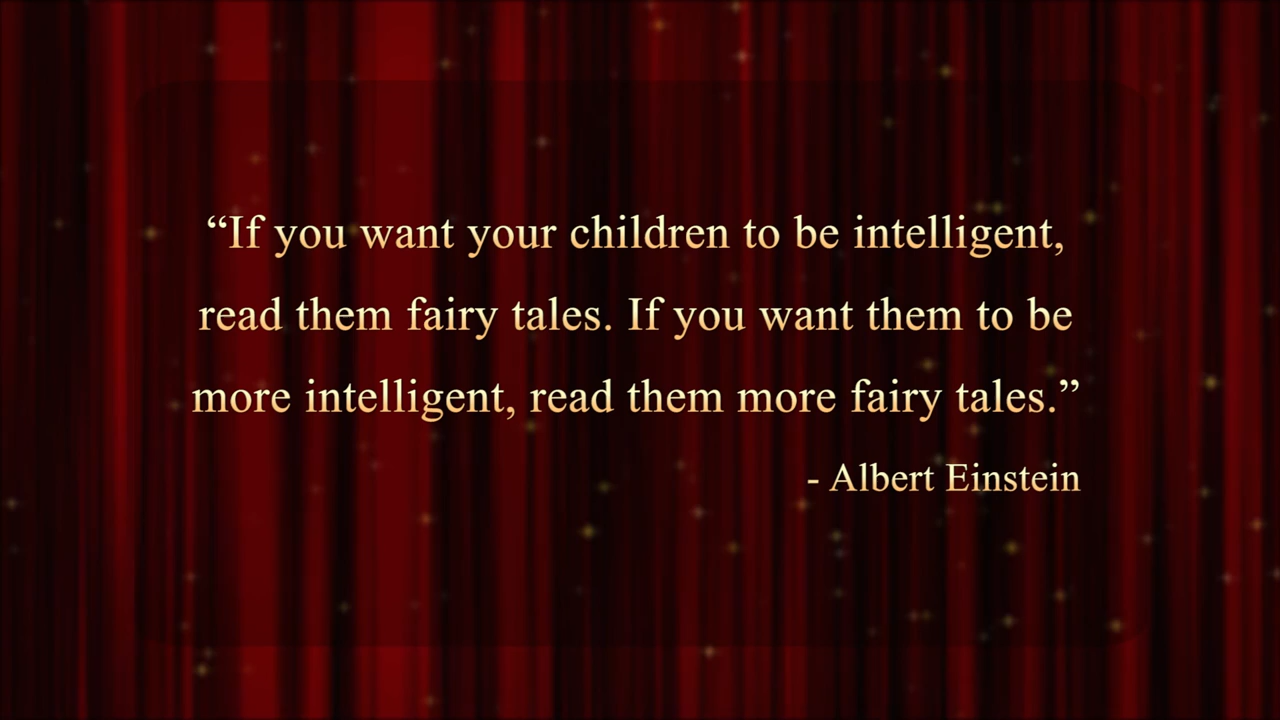 “If you want your children to be intelligent,
read them fairy tales. If you want them to be
more intelligent, read them more fairy tales.”
- Albert Einstein